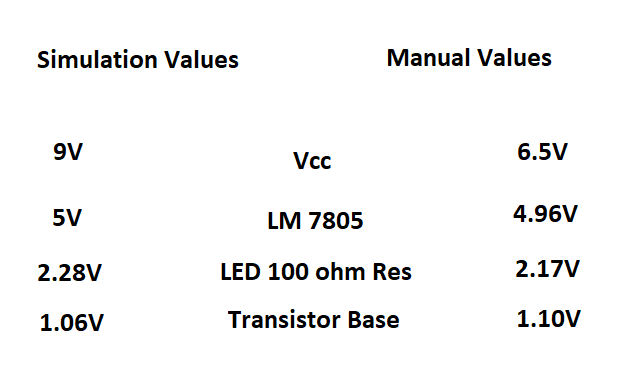 Simulation Values Manual Values
9V Vcc 6.5V
5V LM 7805 4.96V
2.28V LED 100 ohm Res 2.17V
1.06V Transistor Base 1.10V